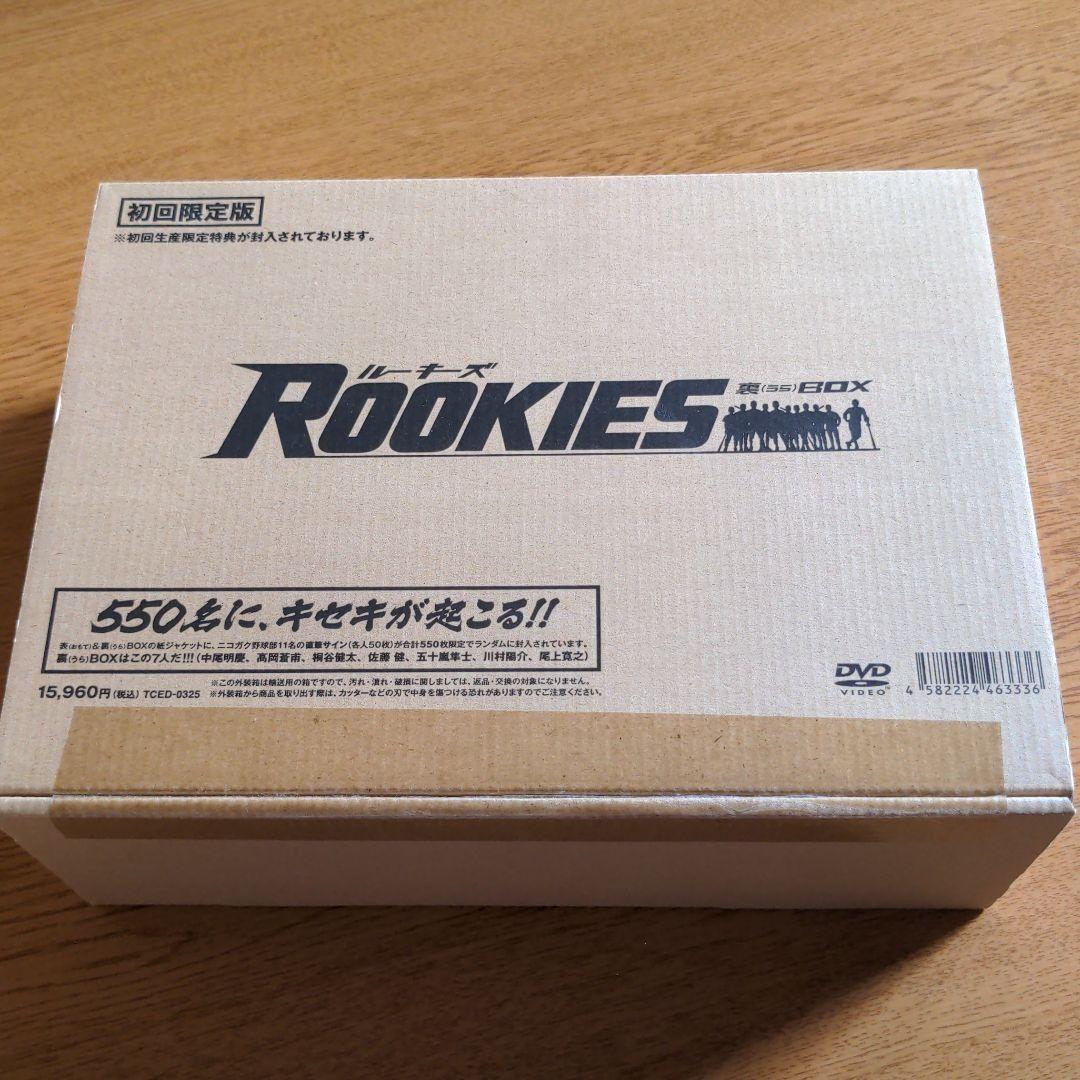 初回限定版
※初回生産限定特典が封入されております。
ルーキーズ
ROOKIES 裏(うら)BOX
550名に、キセキが起こる!!
表(おもて)&裏(うら)BOXの紙ジャケットに、ニコガク野球部11名の直筆サイン(各人50枚)が合計550枚限定でランダムに封入されています。
裏(うら)BOXはこの7人だ!!!(中尾明慶、高岡蒼甫、桐谷健太、佐藤 健、五十嵐隼士、川村陽介、尾上寛之)
15,960円(税込) TCED-0325
※この外装箱は輸送用の箱ですので、汚れ・潰れ・破損に関しましては、返品・交換の対象になりません。
※外装箱から商品を取り出す際は、カッターなどの刃で中身を傷つける恐れがありますのでご注意ください。
DVD
VIDEO™
4 582224 463336